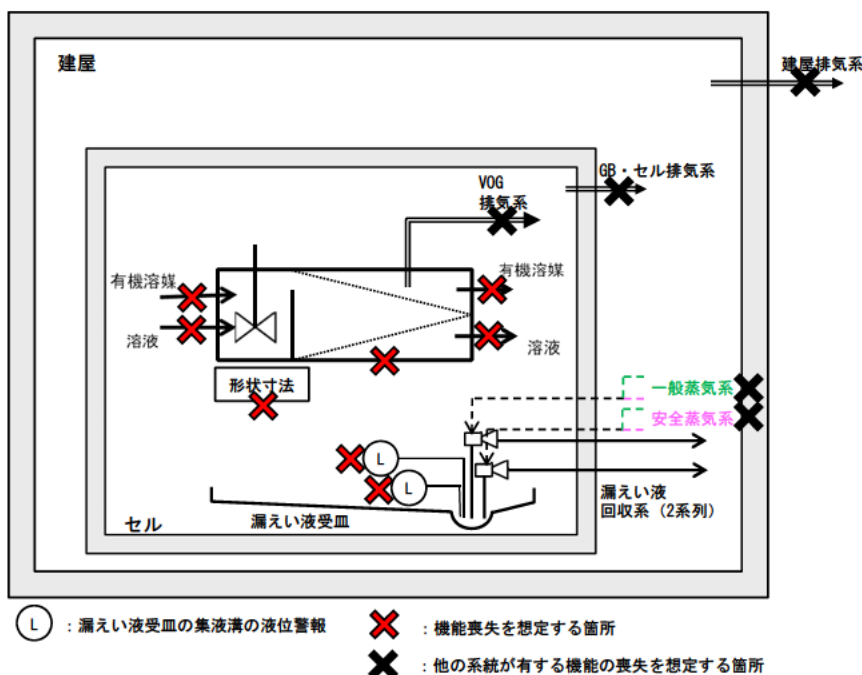 建屋
建屋排気系
GB・セル排気系
VOG
排気系
有機溶媒
溶液
有機溶媒
溶液
形状寸法
一般蒸気系
安全蒸気系
L
L
漏えい液
回収系（2系列）
漏えい液受皿
セル
L ：漏えい液受皿の集液溝の液位警報
：機能喪失を想定する箇所
：他の系統が有する機能の喪失を想定する箇所